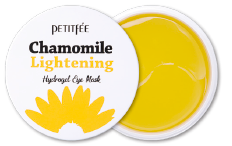 PETITFÉE
Chamomile
Lightening
Hydrogel Eye Mask